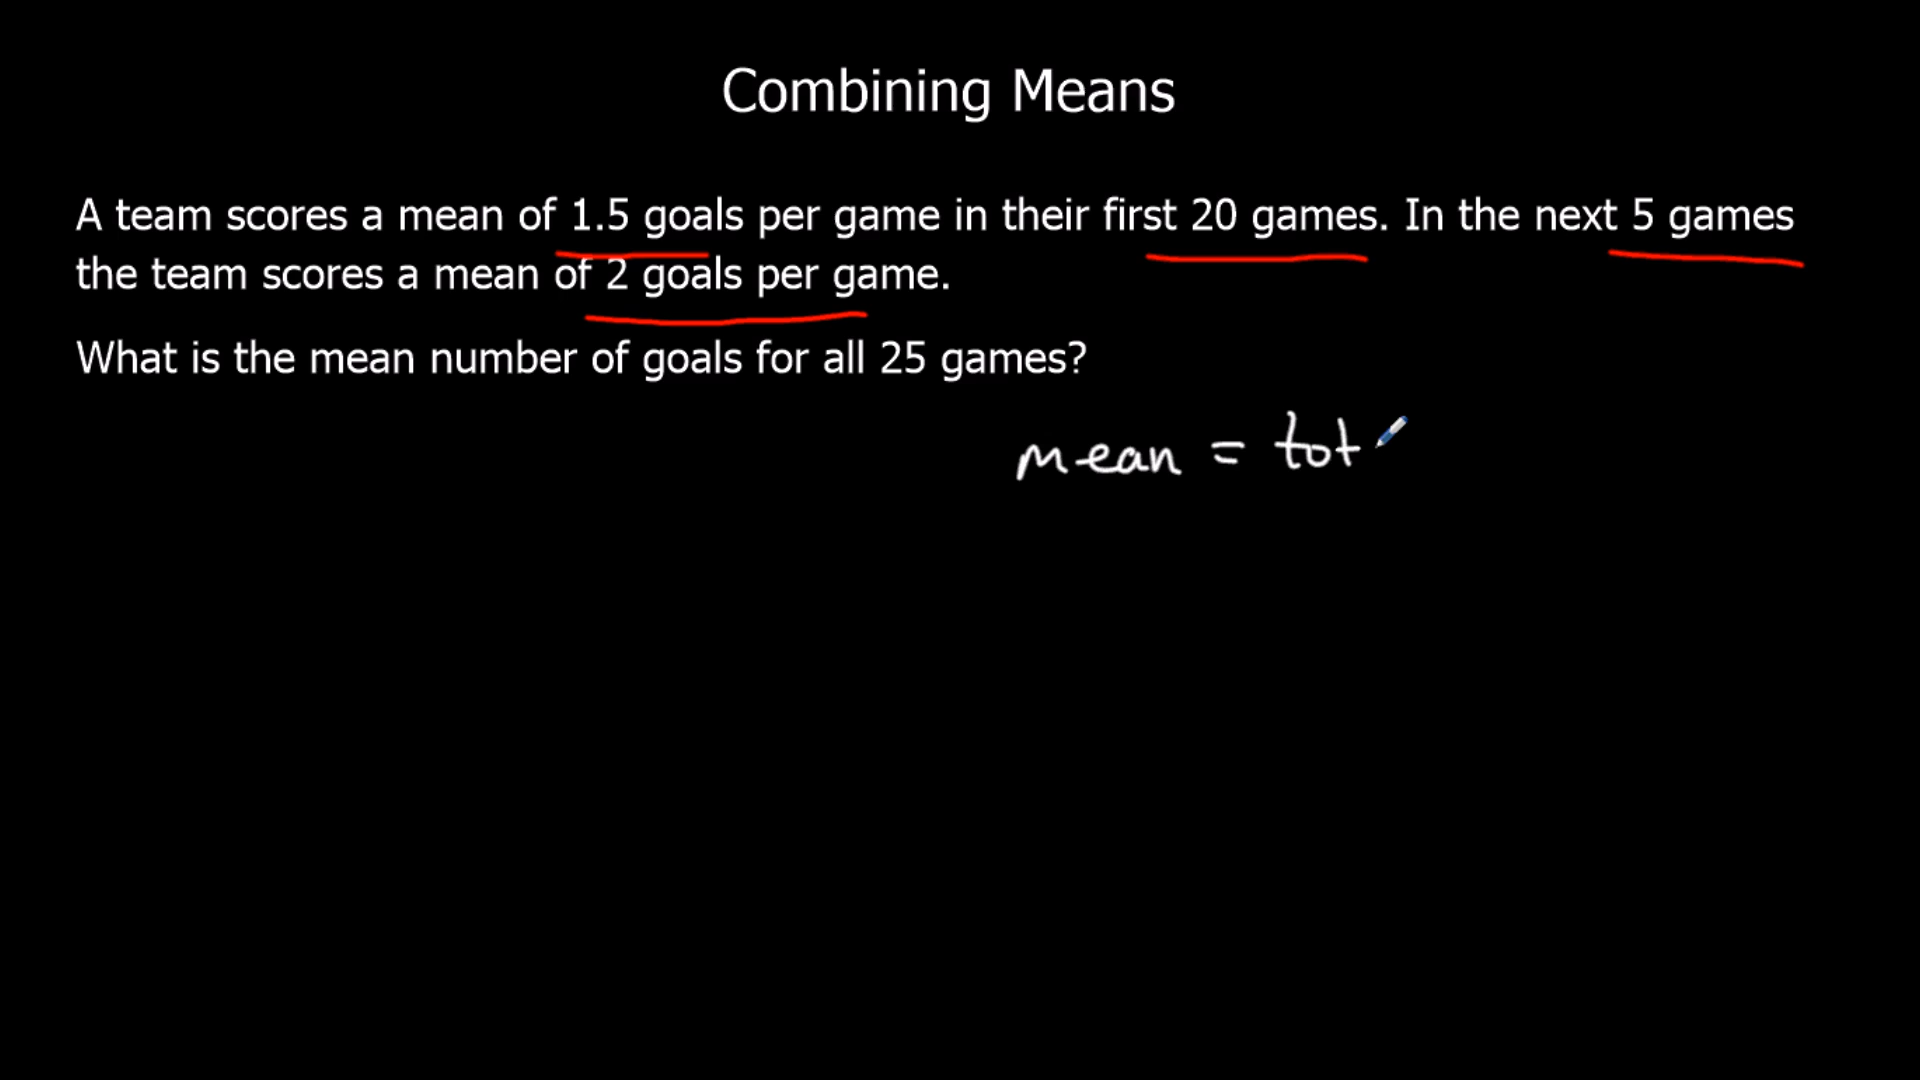 Combining Means
A team scores a mean of 1.5 goals per game in their first 20 games. In the next 5 games
the team scores a mean of 2 goals per game.
What is the mean number of goals for all 25 games?
mean = tot